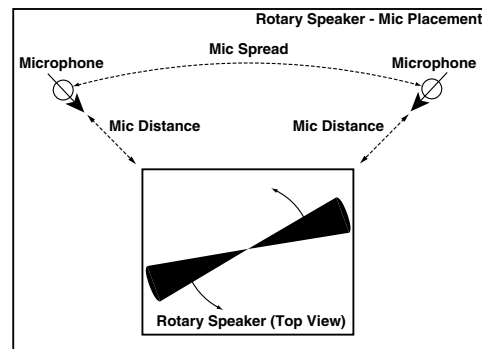 Rotary Speaker - Mic Placement
Mic Spread
Microphone
Microphone
Mic Distance
Mic Distance
Rotary Speaker (Top View)